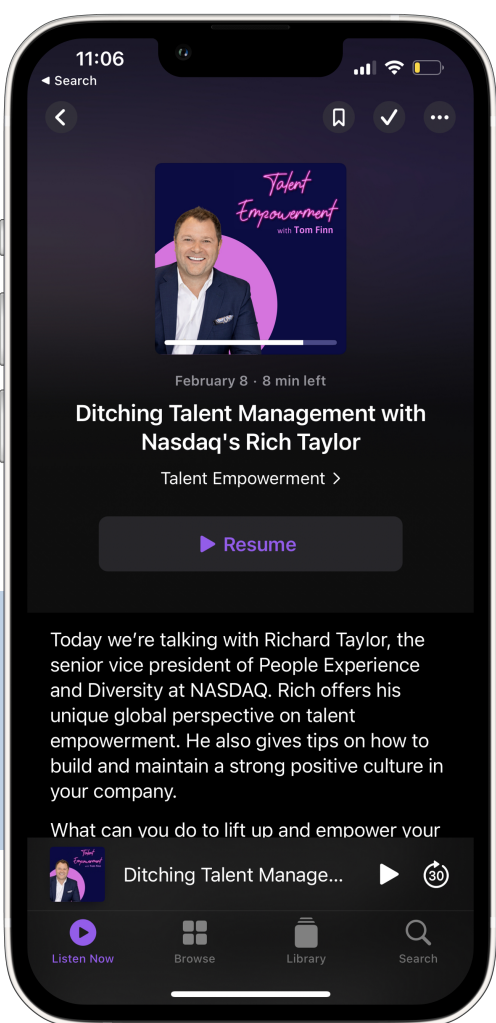 11:06
◀ Search
Talent
Empowerment
with Tom Finn
February 8 · 8 min left
Ditching Talent Management with
Nasdaq's Rich Taylor
Talent Empowerment >
Resume
Today we’re talking with Richard Taylor, the
senior vice president of People Experience
and Diversity at NASDAQ. Rich offers his
unique global perspective on talent
empowerment. He also gives tips on how to
build and maintain a strong positive culture in
your company.
What can you do to lift up and empower your
Talent
Empowerment
Ditching Talent Manage...
30
Listen Now
Browse
Library
Search